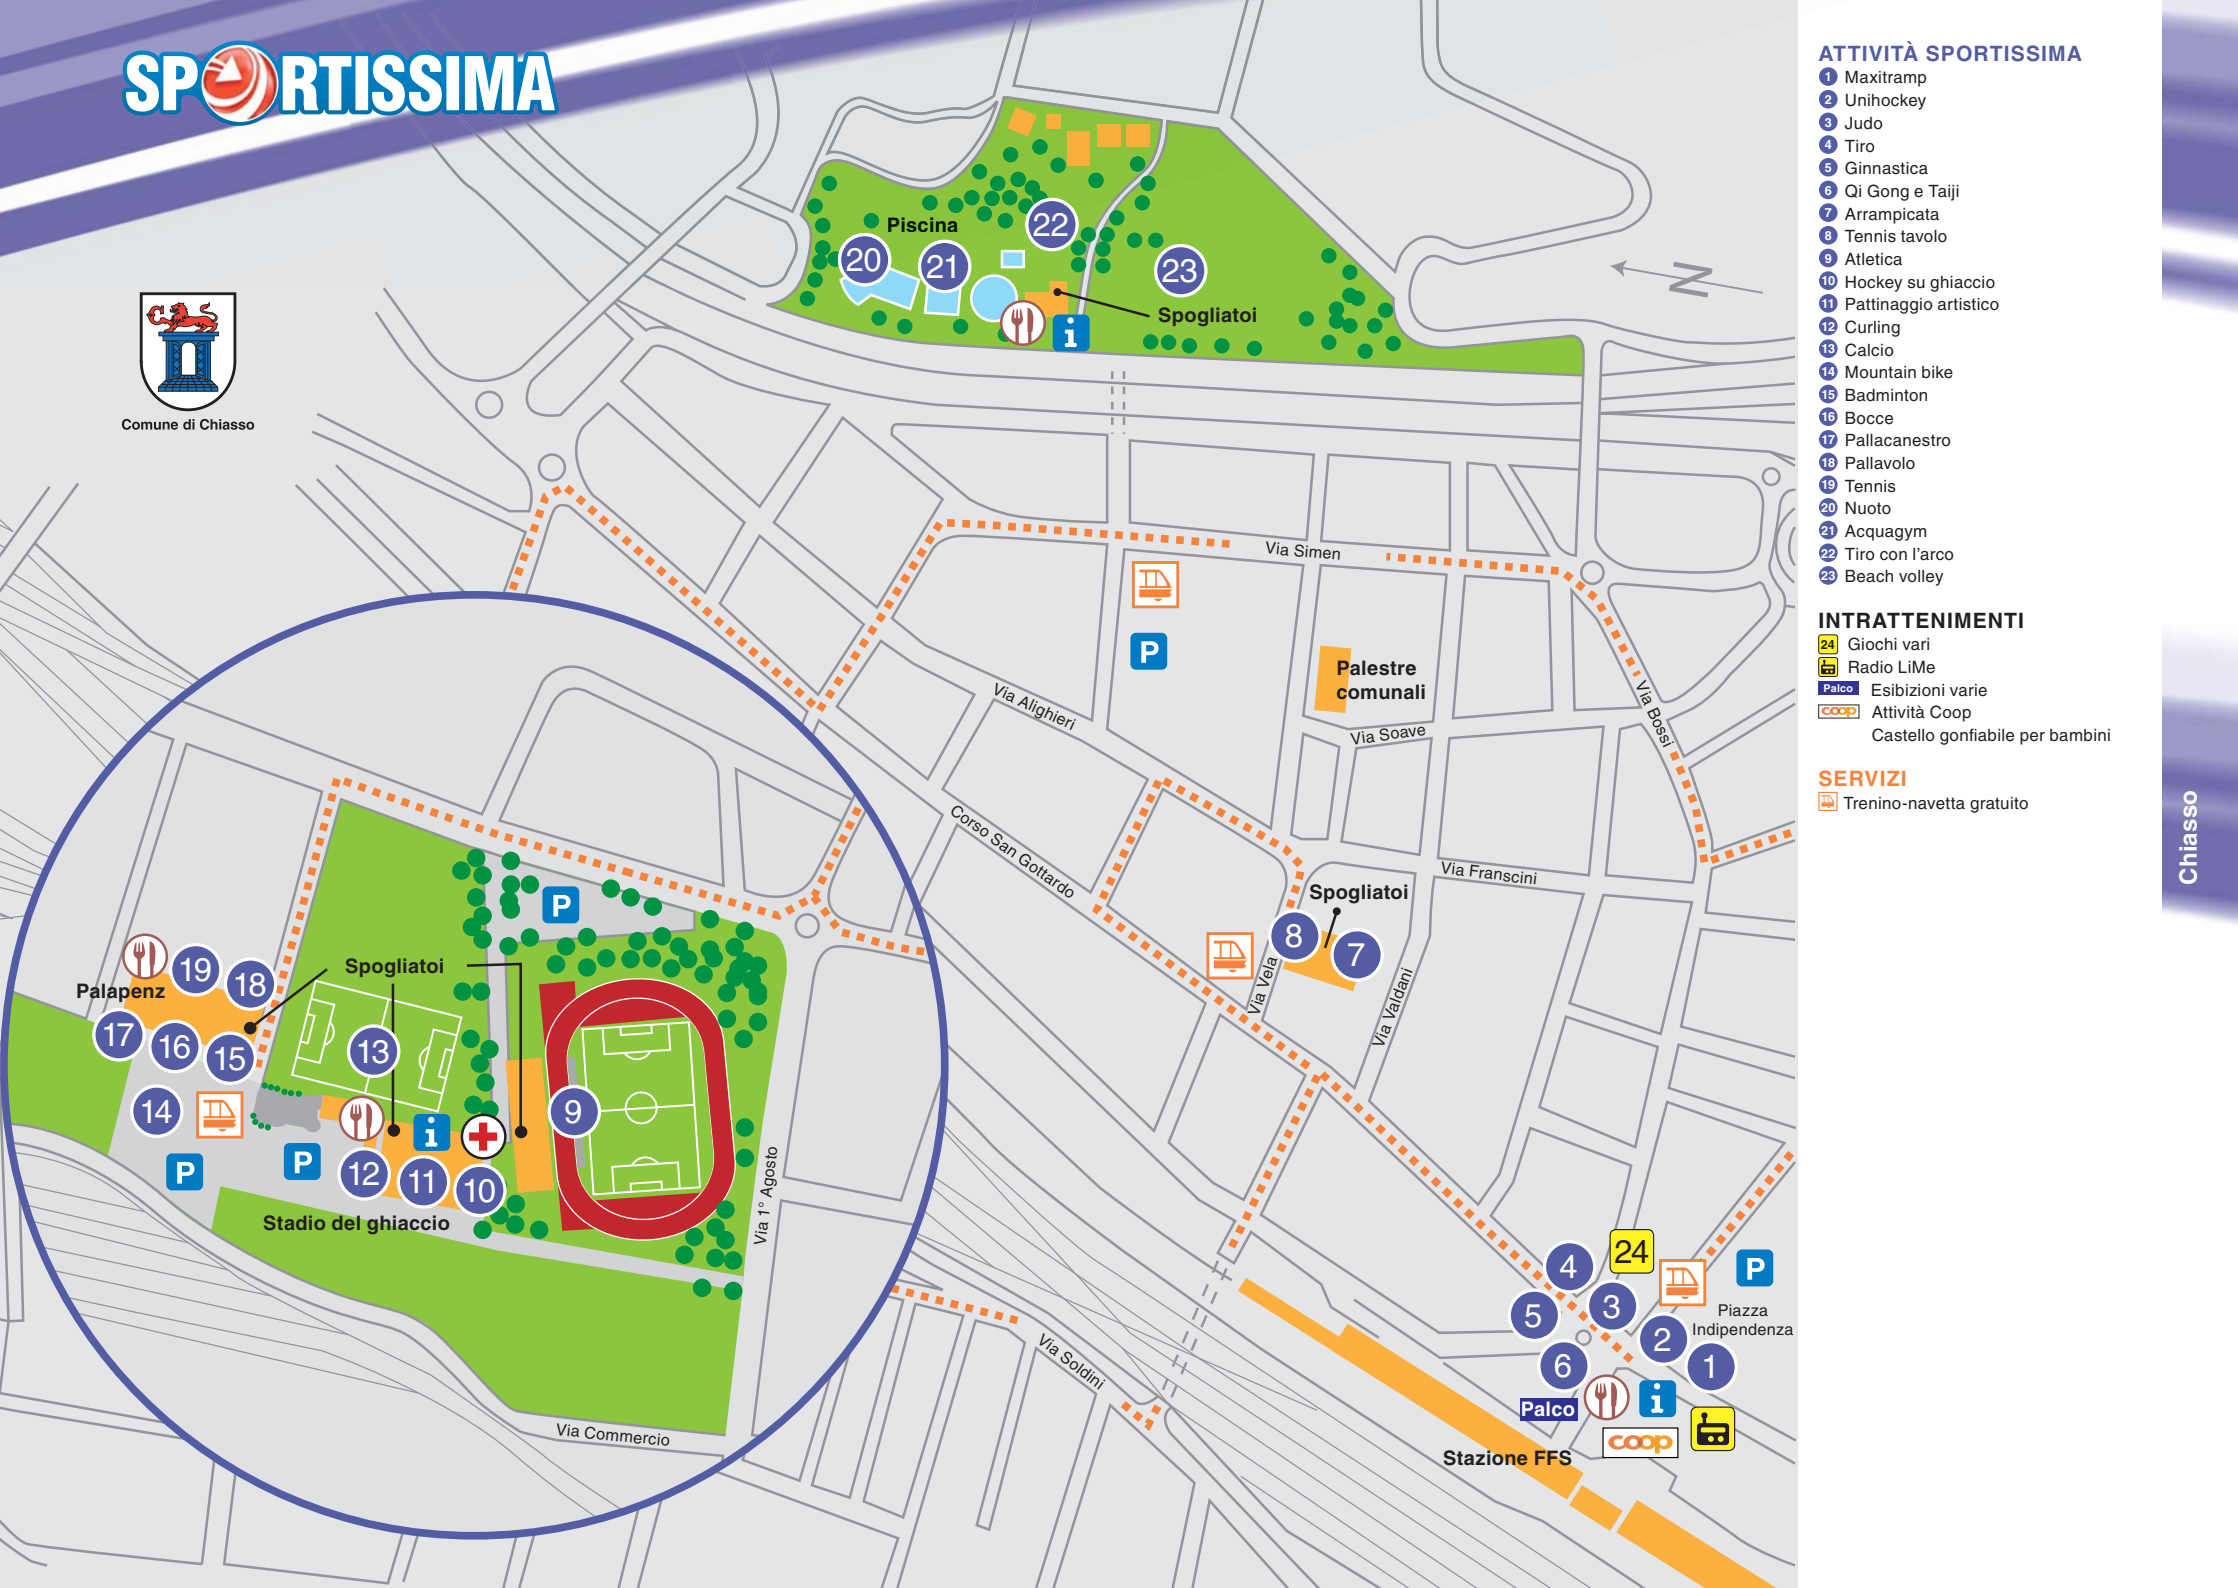 SPORTISSIMA
Comune di Chiasso
Piscina
20
21
22
23
Spogliatoi
i
N
Via Simen
P
Palestre
comunali
Via Soave
Via Bossi
Via Alighieri
Corso San Gottardo
Via Franscini
Spogliatoi
8
7
Via Vela
Via Valdani
P
Spogliatoi
19
18
Palapenz
17
16
15
13
9
14
P
P
i
12
11
10
Stadio del ghiaccio
Via 1° Agosto
Via Commercio
Via Soldini
4
24
5
3
P
Piazza
Indipendenza
2
6
1
Palco
i
coop
Stazione FFS
ATTIVITÀ SPORTISSIMA
1 Maxitramp
2 Unihockey
3 Judo
4 Tiro
5 Ginnastica
6 Qi Gong e Taiji
7 Arrampicata
8 Tennis tavolo
9 Atletica
10 Hockey su ghiaccio
11 Pattinaggio artistico
12 Curling
13 Calcio
14 Mountain bike
15 Badminton
16 Bocce
17 Pallacanestro
18 Pallavolo
19 Tennis
20 Nuoto
21 Acquagym
22 Tiro con l'arco
23 Beach volley
INTRATTENIMENTI
24 Giochi vari
Radio LiMe
Palco Esibizioni varie
coop Attività Coop
Castello gonfiabile per bambini
SERVIZI
Trenino-navetta gratuito
Chiasso